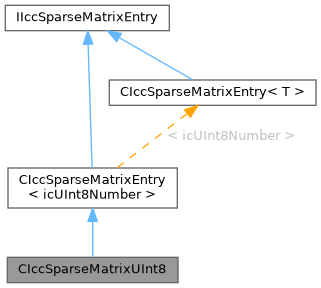 IIccSparseMatrixEntry
CIccSparseMatrixEntry< T >
< icUInt8Number >
CIccSparseMatrixEntry
< icUInt8Number >
CIccSparseMatrixUInt8